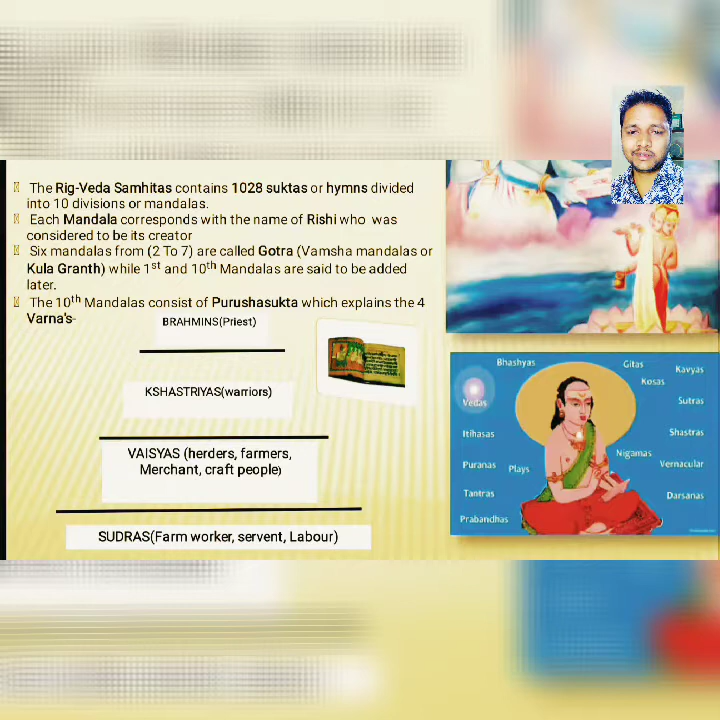 The Rig-Veda Samhitas contains 1028 suktas or hymns divided
into 10 divisions or mandalas.
Each Mandala corresponds with the name of Rishi who was
considered to be its creator
Six mandalas from (2 To 7) are called Gotra (Vamsha mandalas or
Kula Granth) while 1st and 10th Mandalas are said to be added
later.
The 10th Mandalas consist of Purushasukta which explains the 4
Varna's-
BRAHMINS(Priest)
KSHASTRIYAS(warriors)
VAISYAS (herders, farmers,
Merchant, craft people)
SUDRAS(Farm worker, servent, Labour)
Bhashyas
Gitas
Kavyas
Kosas
Vedas
Sutras
Itihasas
Shastras
Nigamas
Puranas
Plays
Vernacular
Tantras
Darsanas
Prabandhas